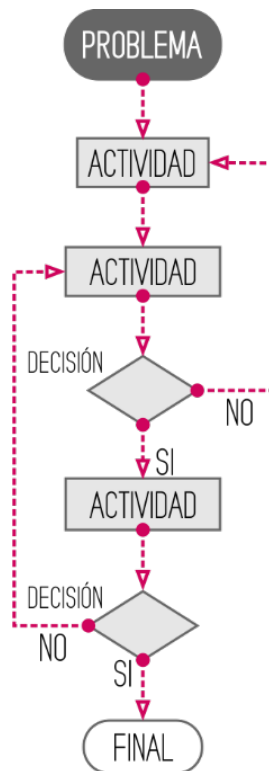 PROBLEMA
ACTIVIDAD
ACTIVIDAD
DECISIÓN
NO
SI
ACTIVIDAD
DECISIÓN
NO
SI
FINAL